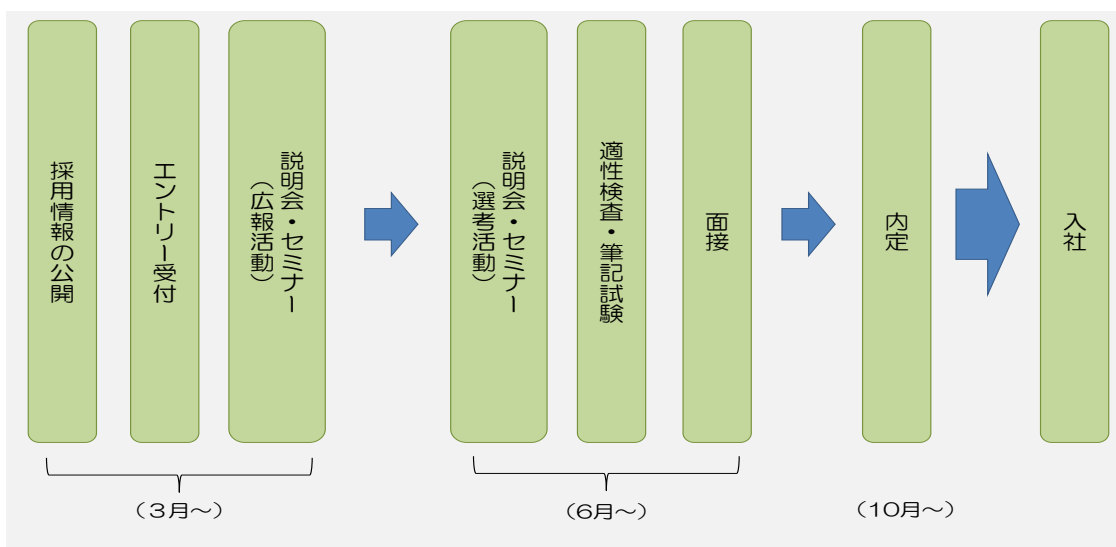 採用情報の公開
エントリー受付
説明会・セミナー
（広報活動）
説明会・セミナー
（選考活動）
適性検査・筆記試験
面接
内定
入社
（３月～）
（6月～）
（10月～）